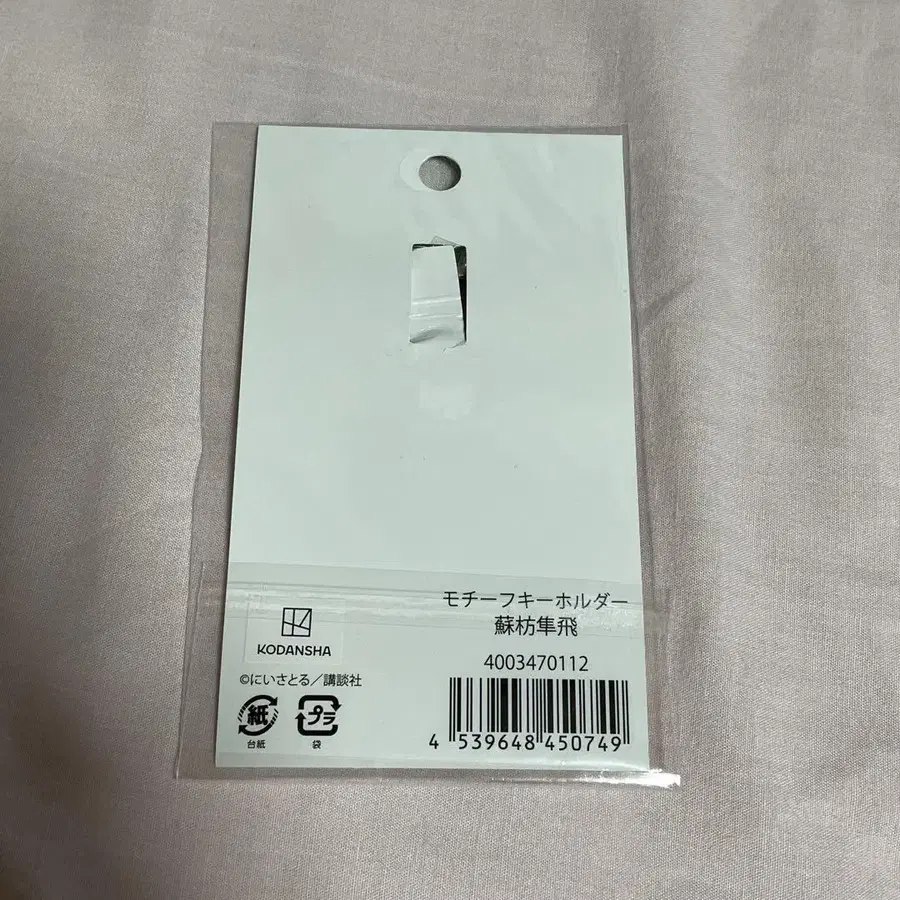 モチーフキーホルダー
蘇枋隼飛
4003470112
4 539648 450749
KODANSHA
©にいさとる／講談社
紙
台紙
プラ
袋